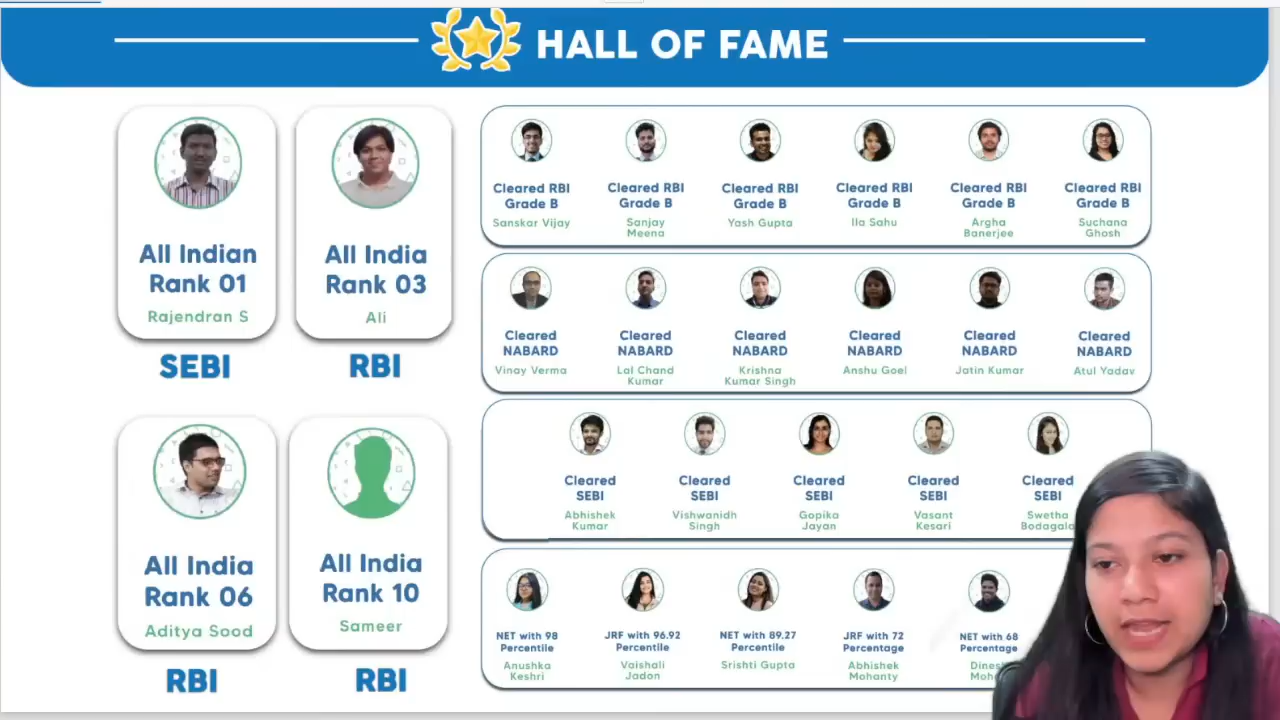 HALL OF FAME
All Indian
Rank 01
Rajendran S
SEBI
All India
Rank 03
Ali
RBI
All India
Rank 06
Aditya Sood
RBI
All India
Rank 10
Sameer
RBI
Cleared RBI
Grade B
Sanskar Vijay
Cleared RBI
Grade B
Sanjay
Meena
Cleared RBI
Grade B
Yash Gupta
Cleared RBI
Grade B
Ila Sahu
Cleared RBI
Grade B
Argha
Banerjee
Cleared RBI
Grade B
Suchana
Ghosh
Cleared
NABARD
Vinay Verma
Cleared
NABARD
Lal Chand
Kumar
Cleared
NABARD
Krishna
Kumar Singh
Cleared
NABARD
Anshu Goel
Cleared
NABARD
Jatin Kumar
Cleared
NABARD
Atul Yadav
Cleared
SEBI
Abhishek
Kumar
Cleared
SEBI
Vishwanidh
Singh
Cleared
SEBI
Gopika
Jayan
Cleared
SEBI
Vasant
Kesari
Cleared
SEBI
Swetha
NET with 98
Percentile
Anushka
Keshri
JRF with 96.92
Percentile
Vaishali
Jadon
NET with 89.27
Percentile
Srishti Gupta
JRF with 72
Percentage
Abhishek
Mohanty
NET with 68
Percentage